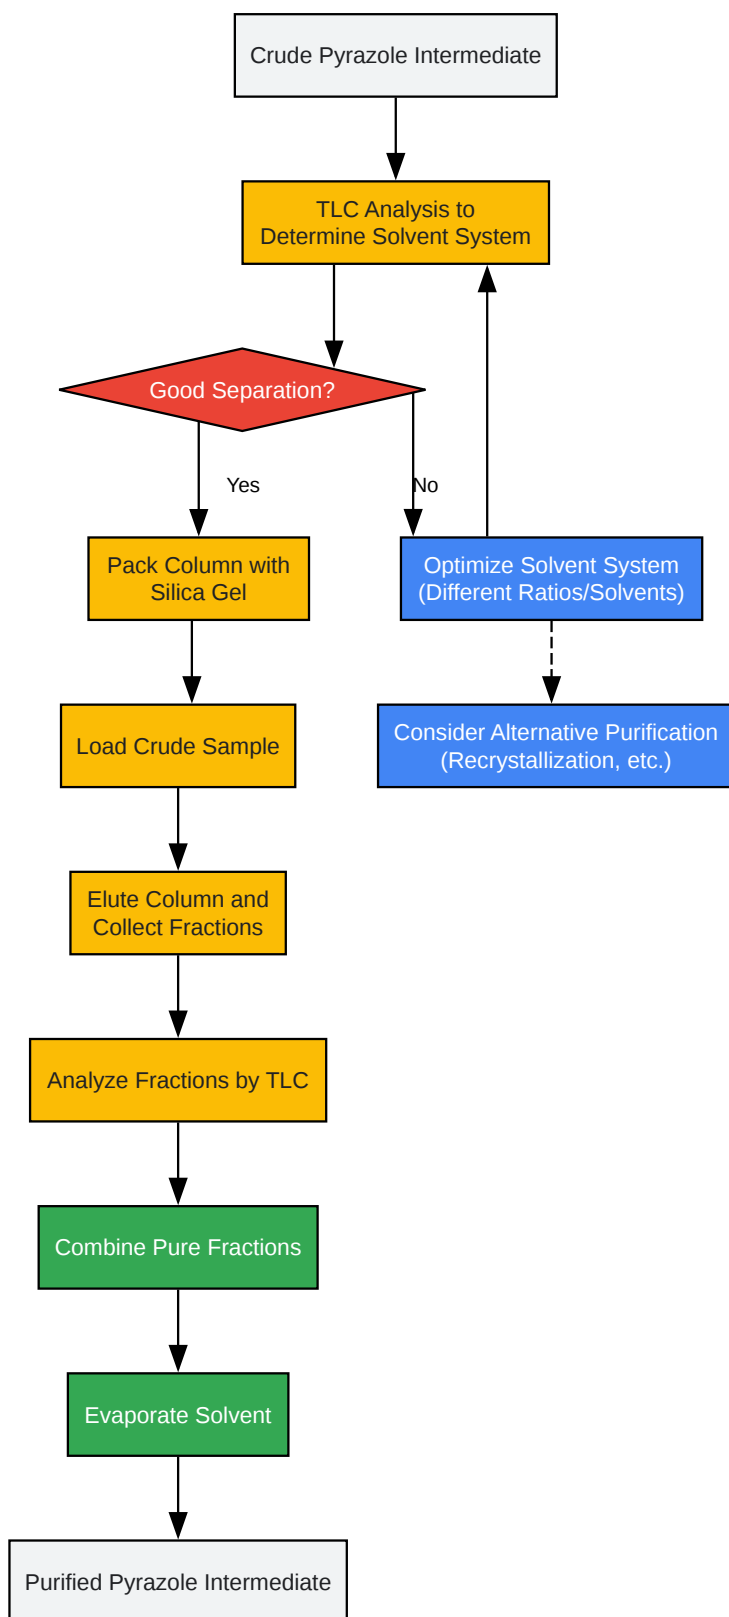 Crude Pyrazole Intermediate
TLC Analysis to
Determine Solvent System
Good Separation?
Yes
No
Pack Column with
Silica Gel
Optimize Solvent System
(Different Ratios/Solvents)
Load Crude Sample
Consider Alternative Purification
(Recrystallization, etc.)
Elute Column and
Collect Fractions
Analyze Fractions by TLC
Combine Pure Fractions
Evaporate Solvent
Purified Pyrazole Intermediate